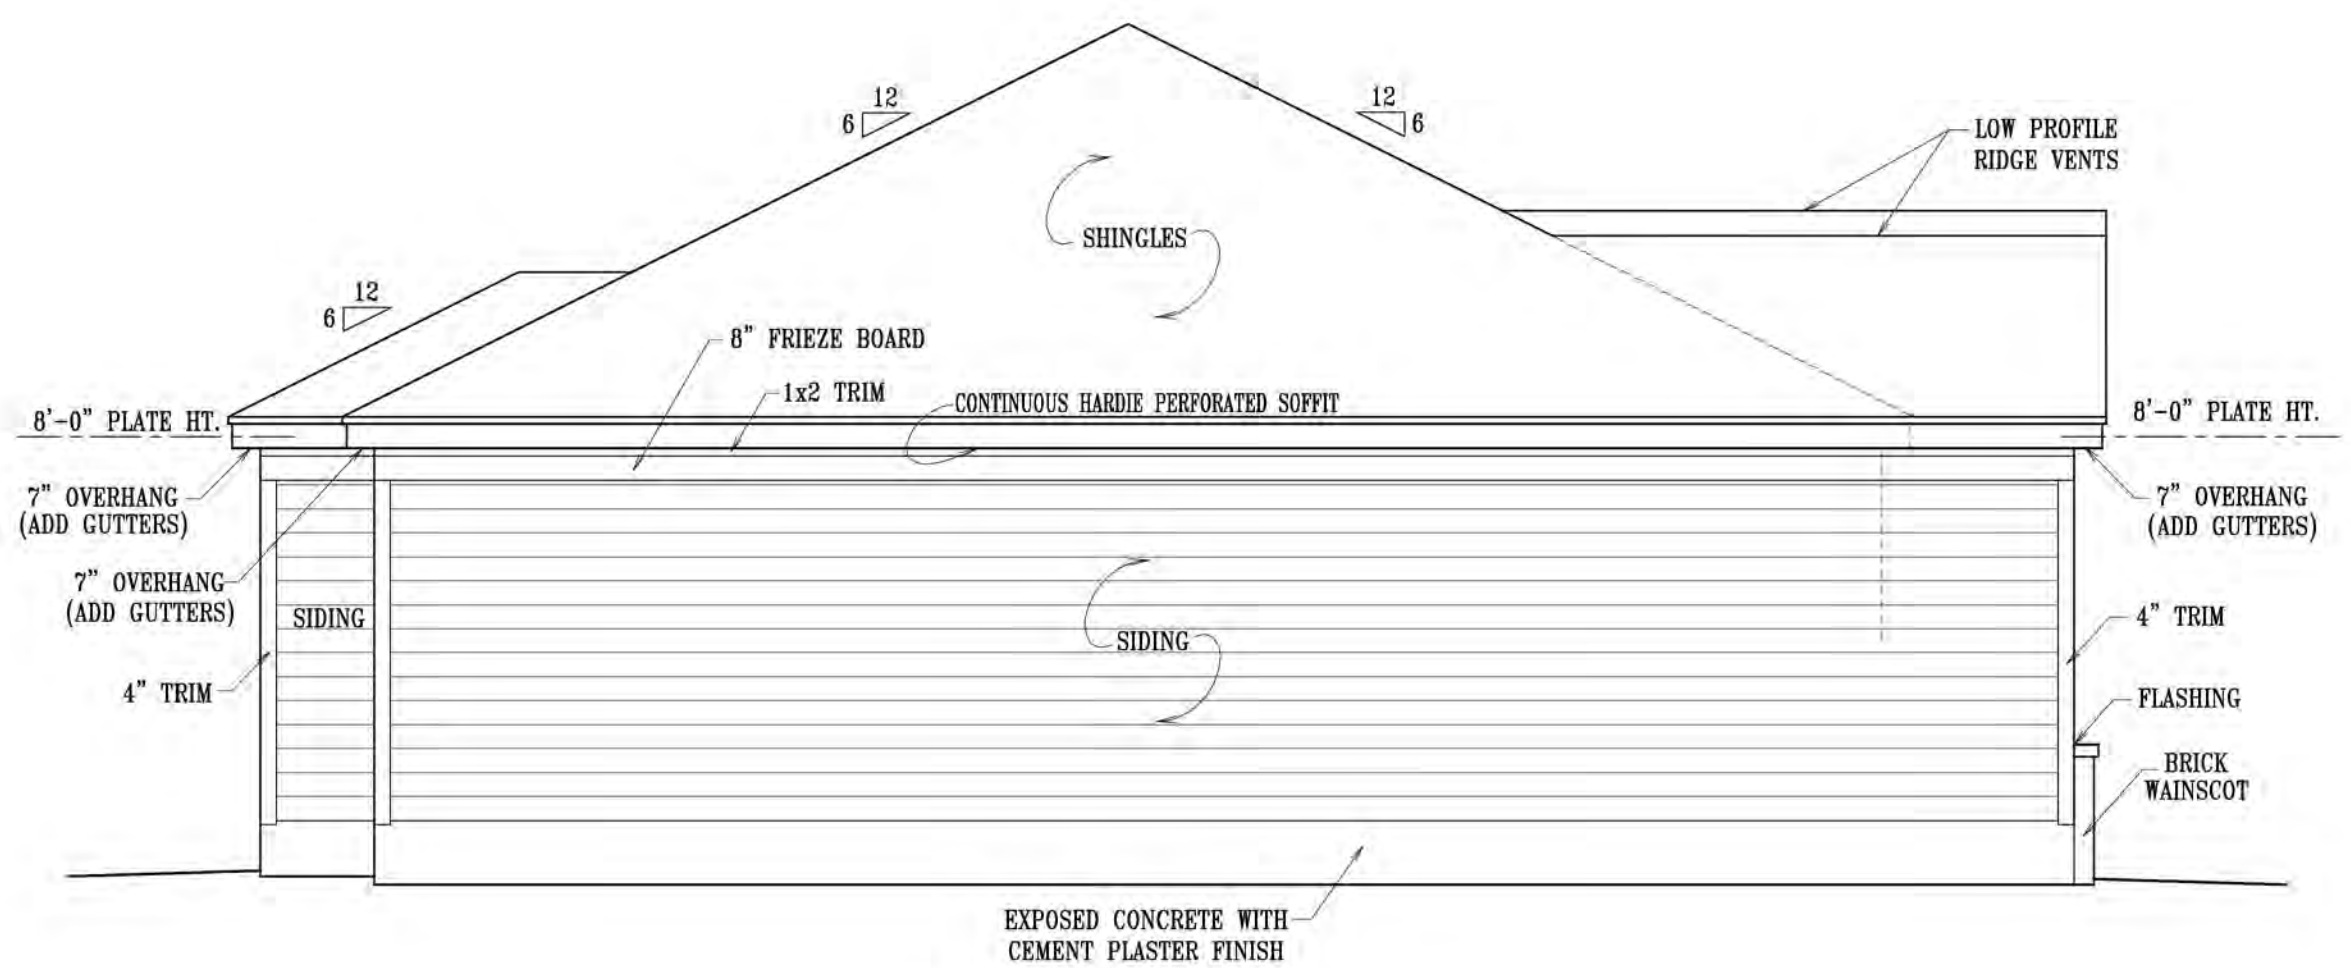 12
6
12
6
LOW PROFILE
RIDGE VENTS
SHINGLES
12
6
8” FRIEZE BOARD
1x2 TRIM
CONTINUOUS HARDIE PERFORATED SOFFIT
8’-0” PLATE HT.
8’-0” PLATE HT.
7” OVERHANG
(ADD GUTTERS)
7” OVERHANG
(ADD GUTTERS)
7” OVERHANG
(ADD GUTTERS)
SIDING
SIDING
4” TRIM
4” TRIM
FLASHING
BRICK
WAINSCOT
EXPOSED CONCRETE WITH
CEMENT PLASTER FINISH